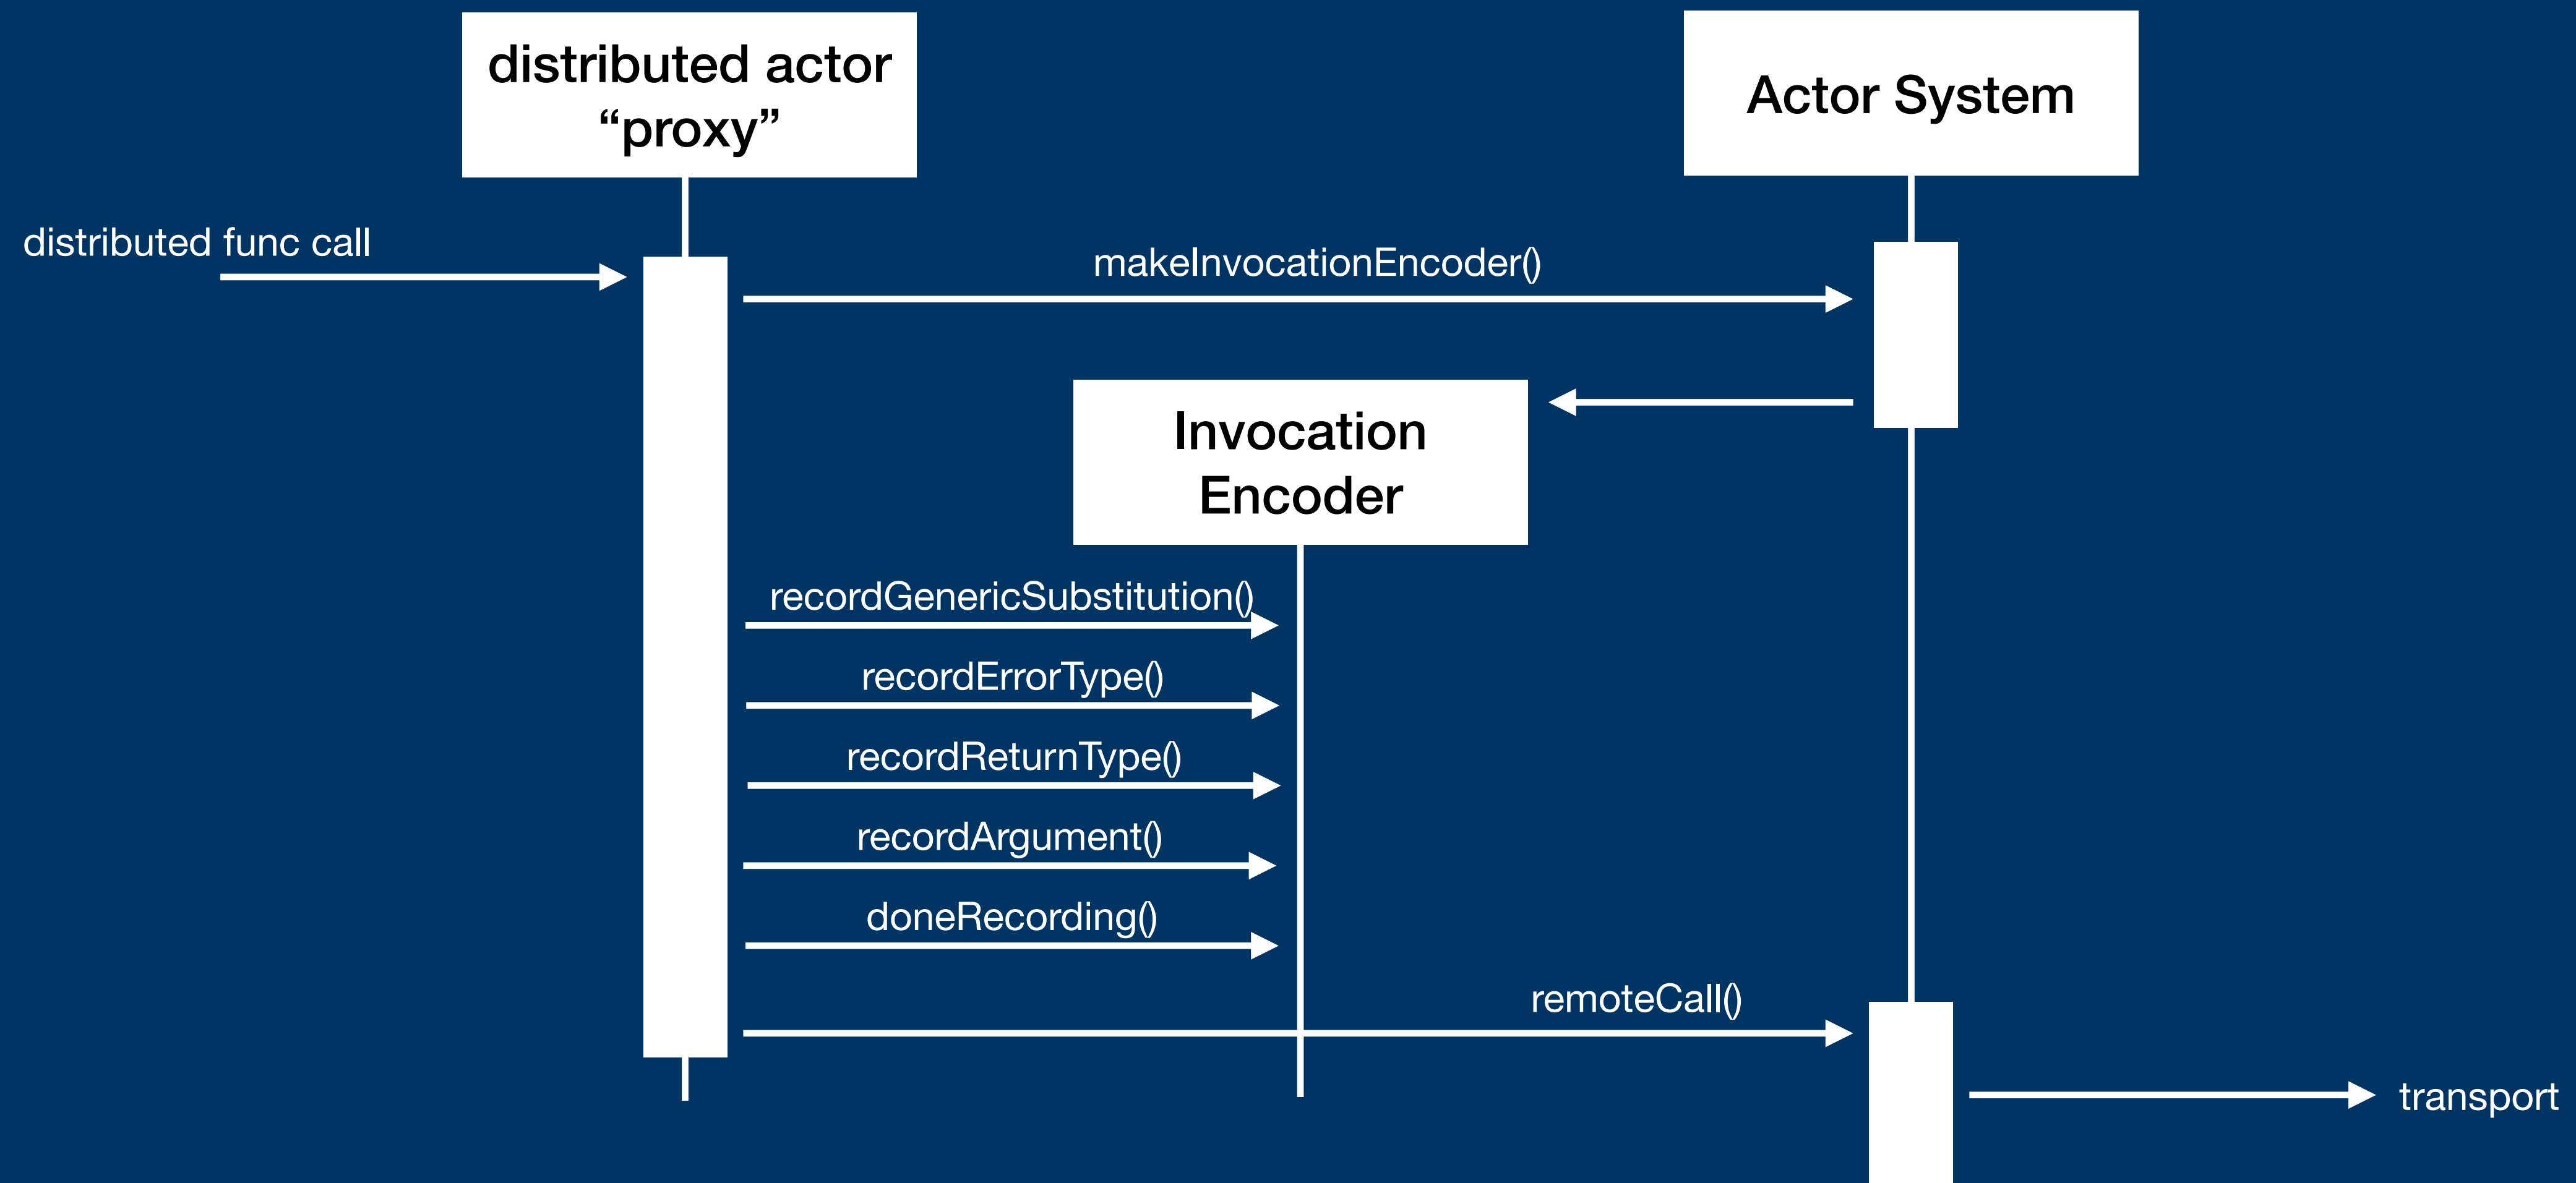 distributed actor
“proxy”
Actor System
distributed func call
makeInvocationEncoder()
Invocation
Encoder
recordGenericSubstitution()
recordErrorType()
recordReturnType()
recordArgument()
doneRecording()
remoteCall()
transport